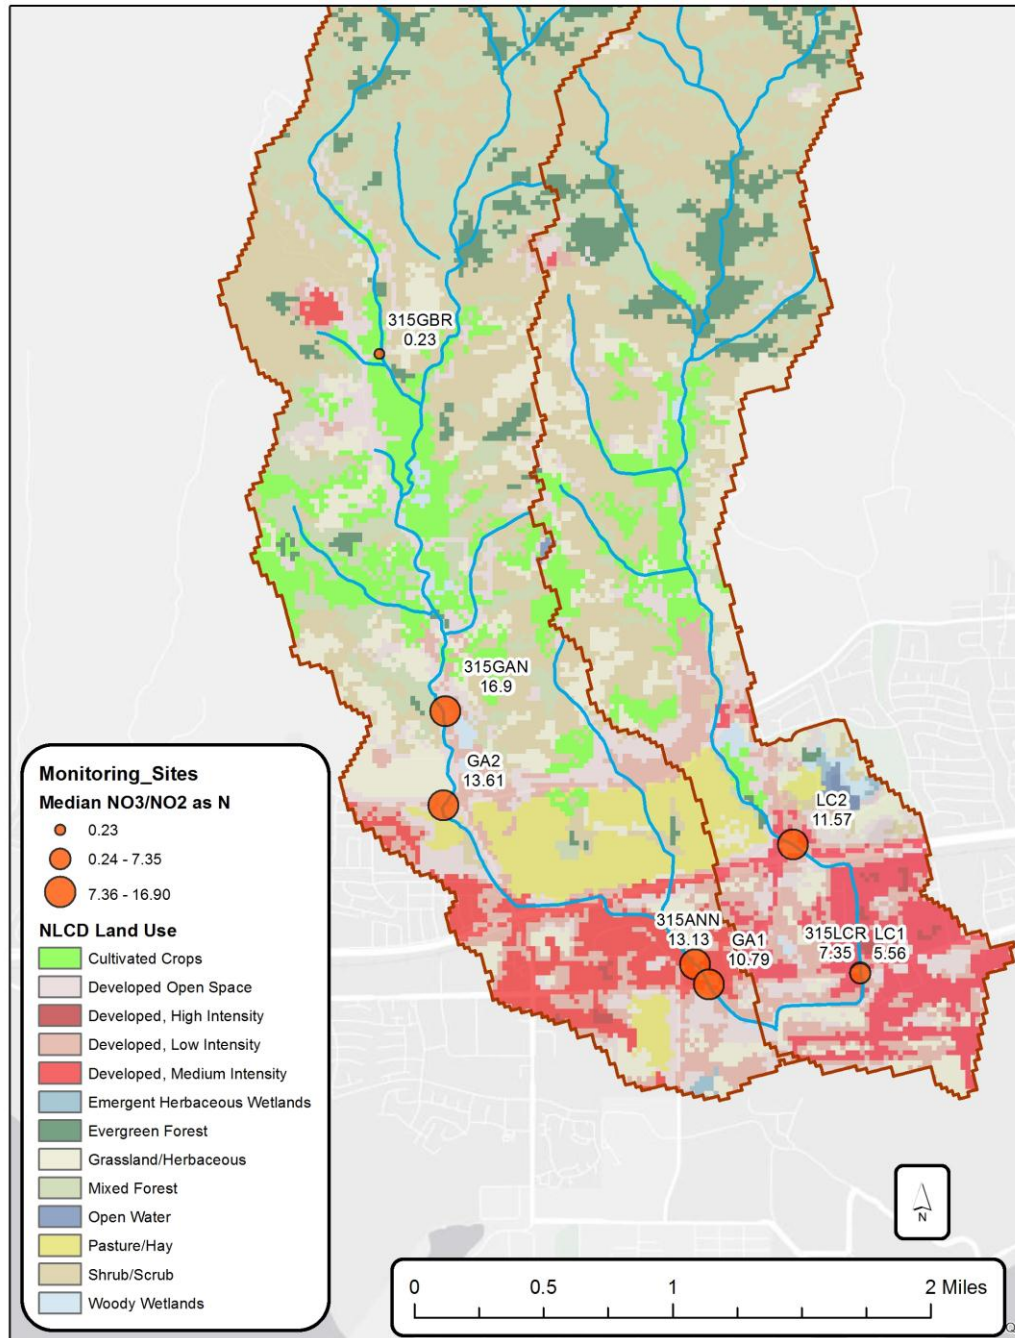 315GBR
0.23
315GAN
16.9
GA2
13.61
LC2
11.57
315ANN
13.13
GA1
10.79
315LCR
7.35
LC1
5.56
Monitoring_Sites
Median NO3/NO2 as N
0.23
0.24 - 7.35
7.36 - 16.90
NLCD Land Use
Cultivated Crops
Developed Open Space
Developed, High Intensity
Developed, Low Intensity
Developed, Medium Intensity
Emergent Herbaceous Wetlands
Evergreen Forest
Grassland/Herbaceous
Mixed Forest
Open Water
Pasture/Hay
Shrub/Scrub
Woody Wetlands
N
0 0.5 1 2 Miles